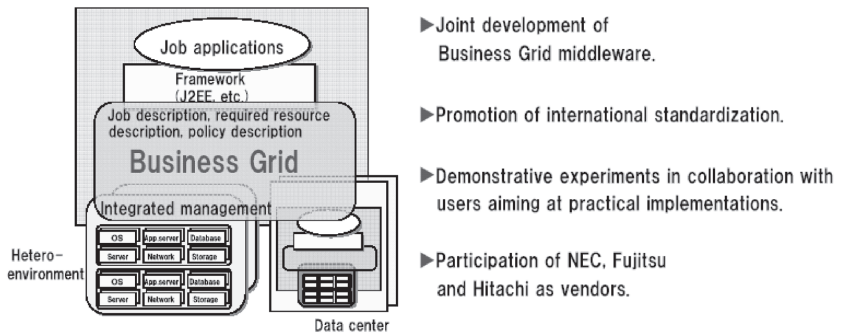 Job applications
Framework
(J2EE, etc.)
Job description, required resource
description, policy description
Business Grid
Integrated management
OS App.server Database
Server Network Storage
OS App.server Database
Server Network Storage
Hetero-
environment
Data center
▶Joint development of
Business Grid middleware.
▶Promotion of international standardization.
▶Demonstrative experiments in collaboration with
users aiming at practical implementations.
▶Participation of NEC, Fujitsu
and Hitachi as vendors.